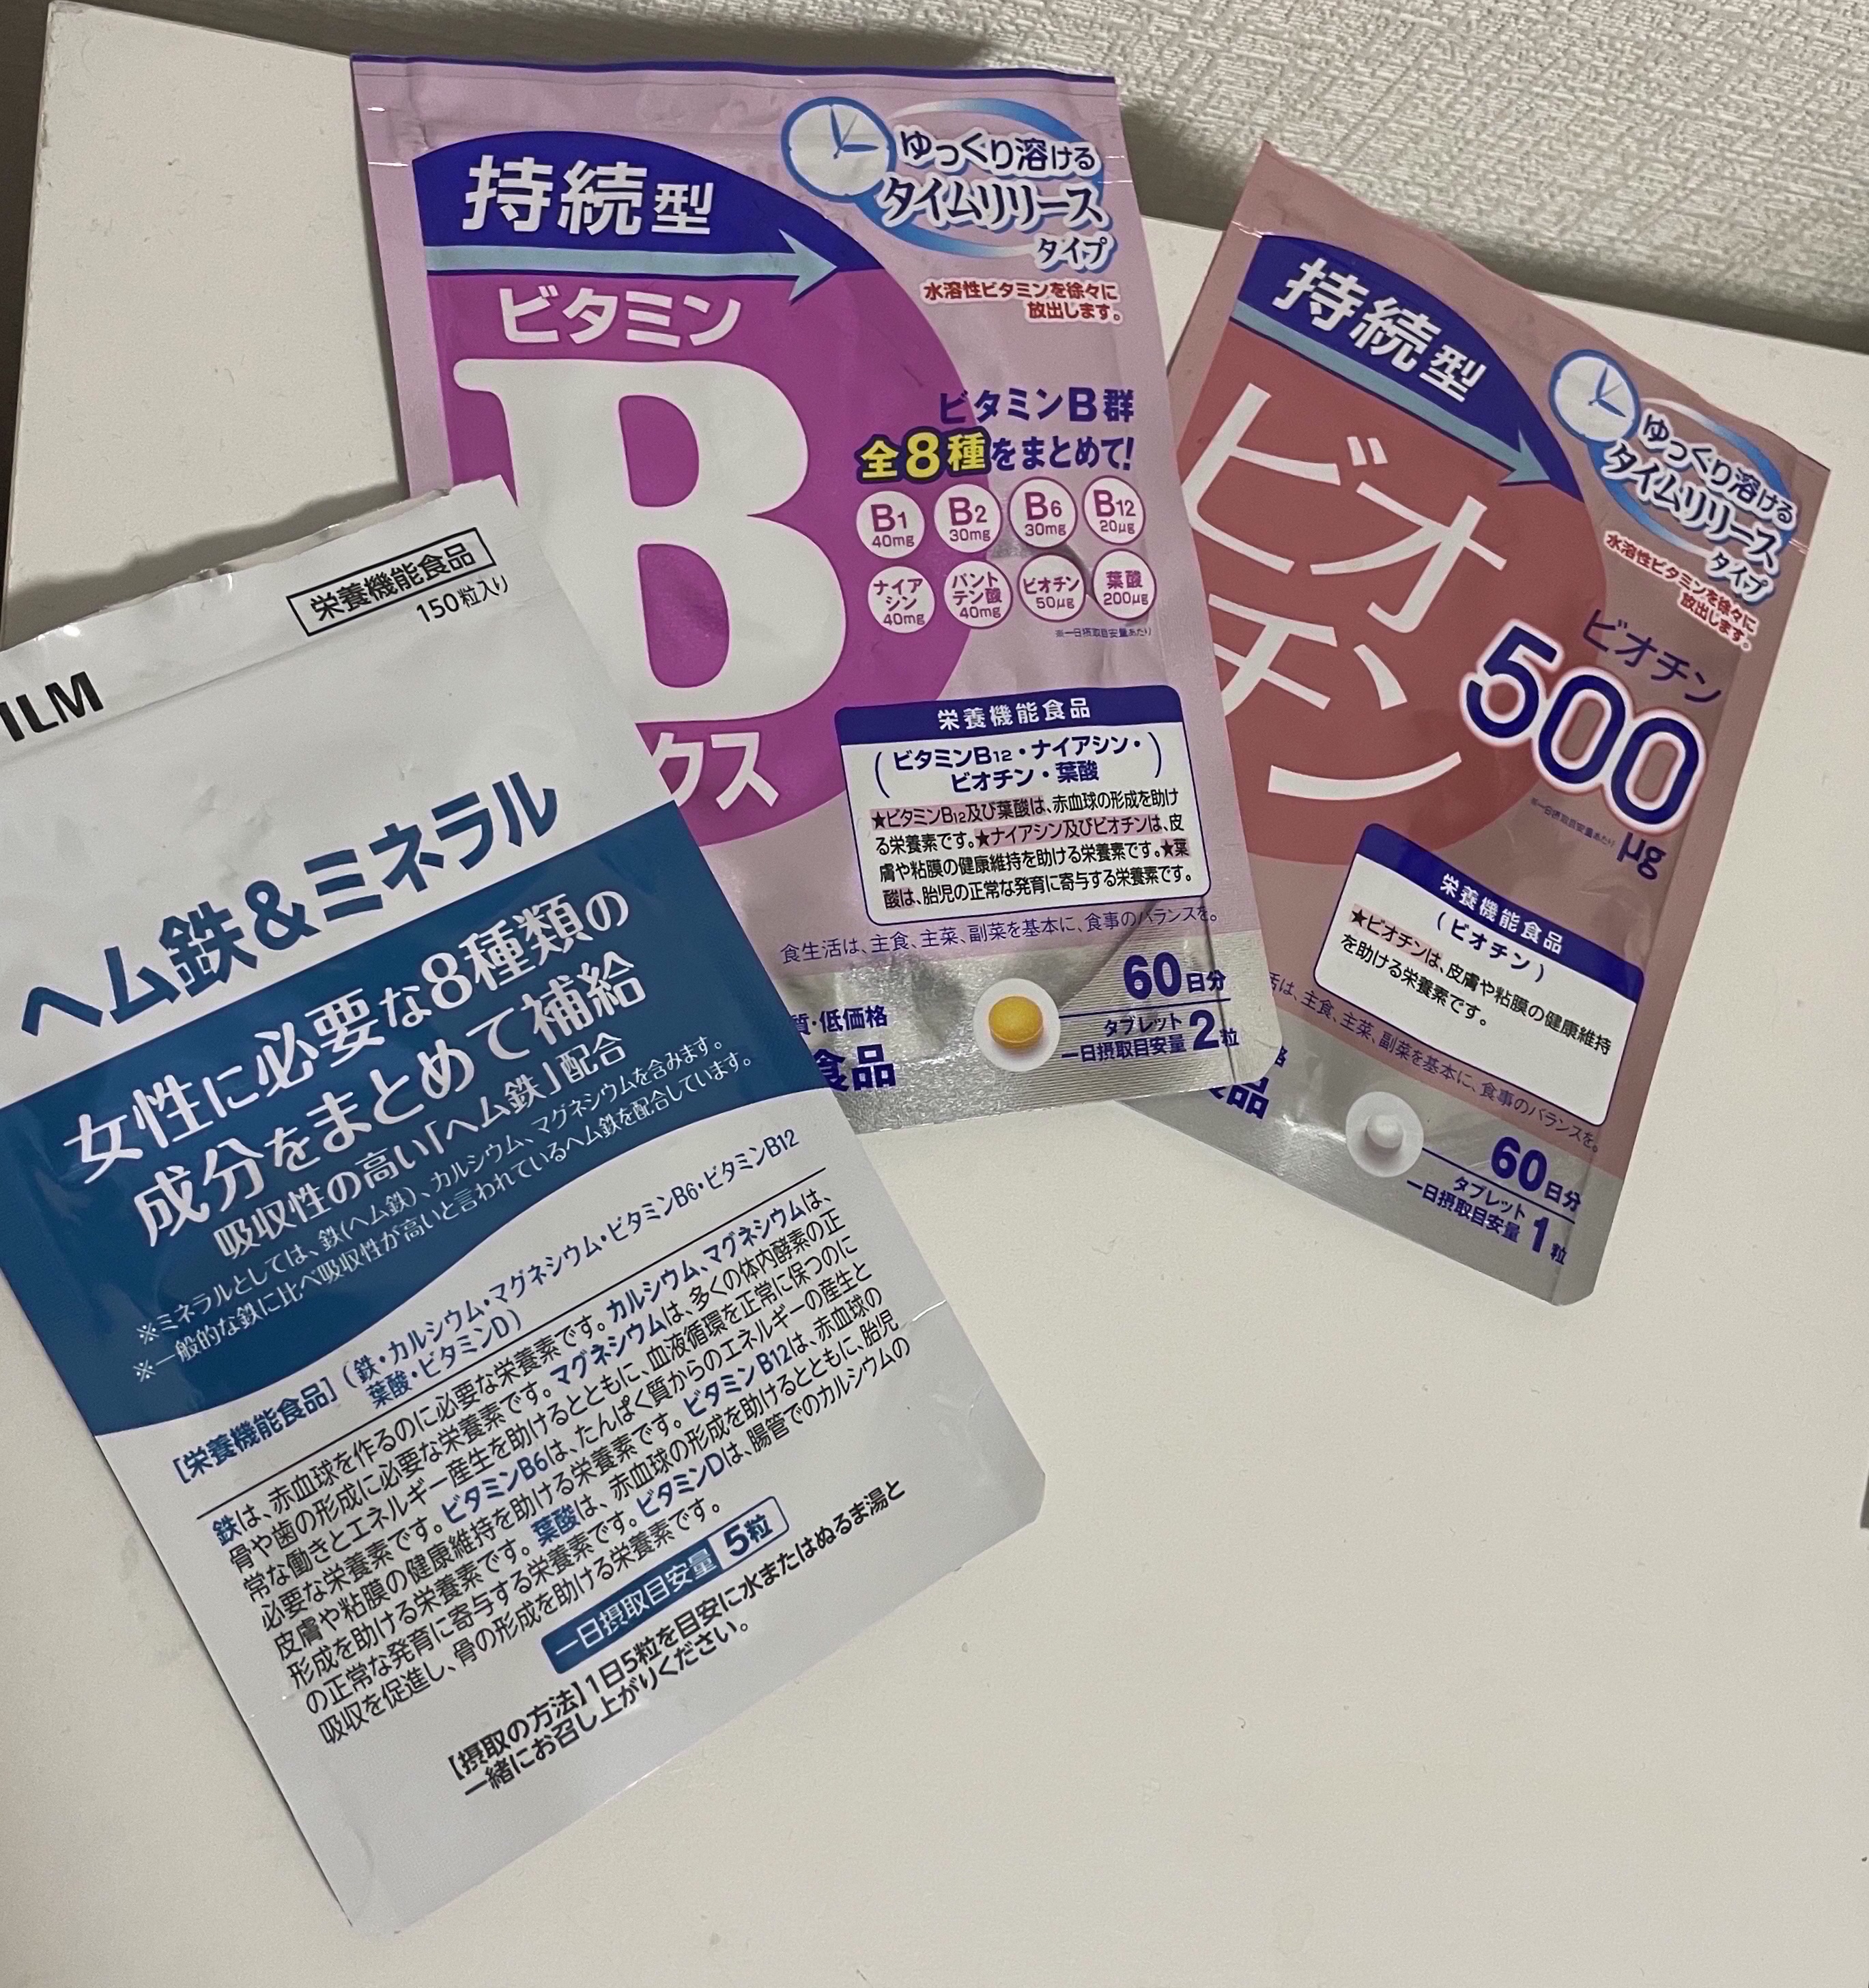 栄養機能食品
150粒入り
ILM
ヘム鉄&ミネラル
女性に必要な8種類の
成分をまとめて補給
吸収性の高い「ヘム鉄」配合
※ミネラルとしては、鉄(ヘム鉄)、カルシウム、マグネシウムを含みます。
※一般的な鉄に比べ吸収性が高いと言われているヘム鉄を配合しています。
[栄養機能食品](鉄・カルシウム・マグネシウム・ビタミンB6・ビタミンB12
葉酸・ビタミンD)
鉄は、赤血球を作るのに必要な栄養素です。カルシウム、マグネシウムは、
骨や歯の形成に必要な栄養素です。マグネシウムは、多くの体内酵素の正
常な働きとエネルギー産生を助けるとともに、血液循環を正常に保つのに
必要な栄養素です。ビタミンB6は、たんぱく質からのエネルギーの産生と
皮膚や粘膜の健康維持を助ける栄養素です。ビタミンB12は、赤血球の
形成を助ける栄養素です。葉酸は、赤血球の形成を助けるとともに、胎児
の正常な発育に寄与する栄養素です。ビタミンDは、腸管でのカルシウムの
吸収を促進し、骨の形成を助ける栄養素です。
一日摂取目安量 5粒
【摂取の方法】1日5粒を目安に水またはぬるま湯と
一緒にお召し上がりください。
持続型
ゆっくり溶ける
タイムリリース
タイプ
水溶性ビタミンを徐々に
放出します。
ビタミン
B
クス
ビタミンB群
全8種をまとめて!
B1 40mg
B2 30mg
B6 30mg
B12 20μg
ナイアシン 40mg
パントテン酸 40mg
ビオチン 50μg
葉酸 200μg
※一日摂取目安量あたり
栄養機能食品
(ビタミンB12・ナイアシン・
ビオチン・葉酸)
★ビタミンB12及び葉酸は、赤血球の形成を助け
る栄養素です。★ナイアシン及びビオチンは、皮
膚や粘膜の健康維持を助ける栄養素です。★葉
酸は、胎児の正常な発育に寄与する栄養素です。
食生活は、主食、主菜、副菜を基本に、食事のバランスを。
質・低価格
食品
60日分
タブレット
一日摂取目安量 2粒
持続型
ゆっくり溶ける
タイムリリース
タイプ
水溶性ビタミンを徐々に
放出します。
ビオ
チン
ビオチン
500
μg
※一日摂取目安量あたり
栄養機能食品
(ビオチン)
★ビオチンは、皮膚や粘膜の健康維持
を助ける栄養素です。
活は、主食、主菜、副菜を基本に、食事のバランスを。
格
食品
60日分
タブレット
一日摂取目安量 1粒